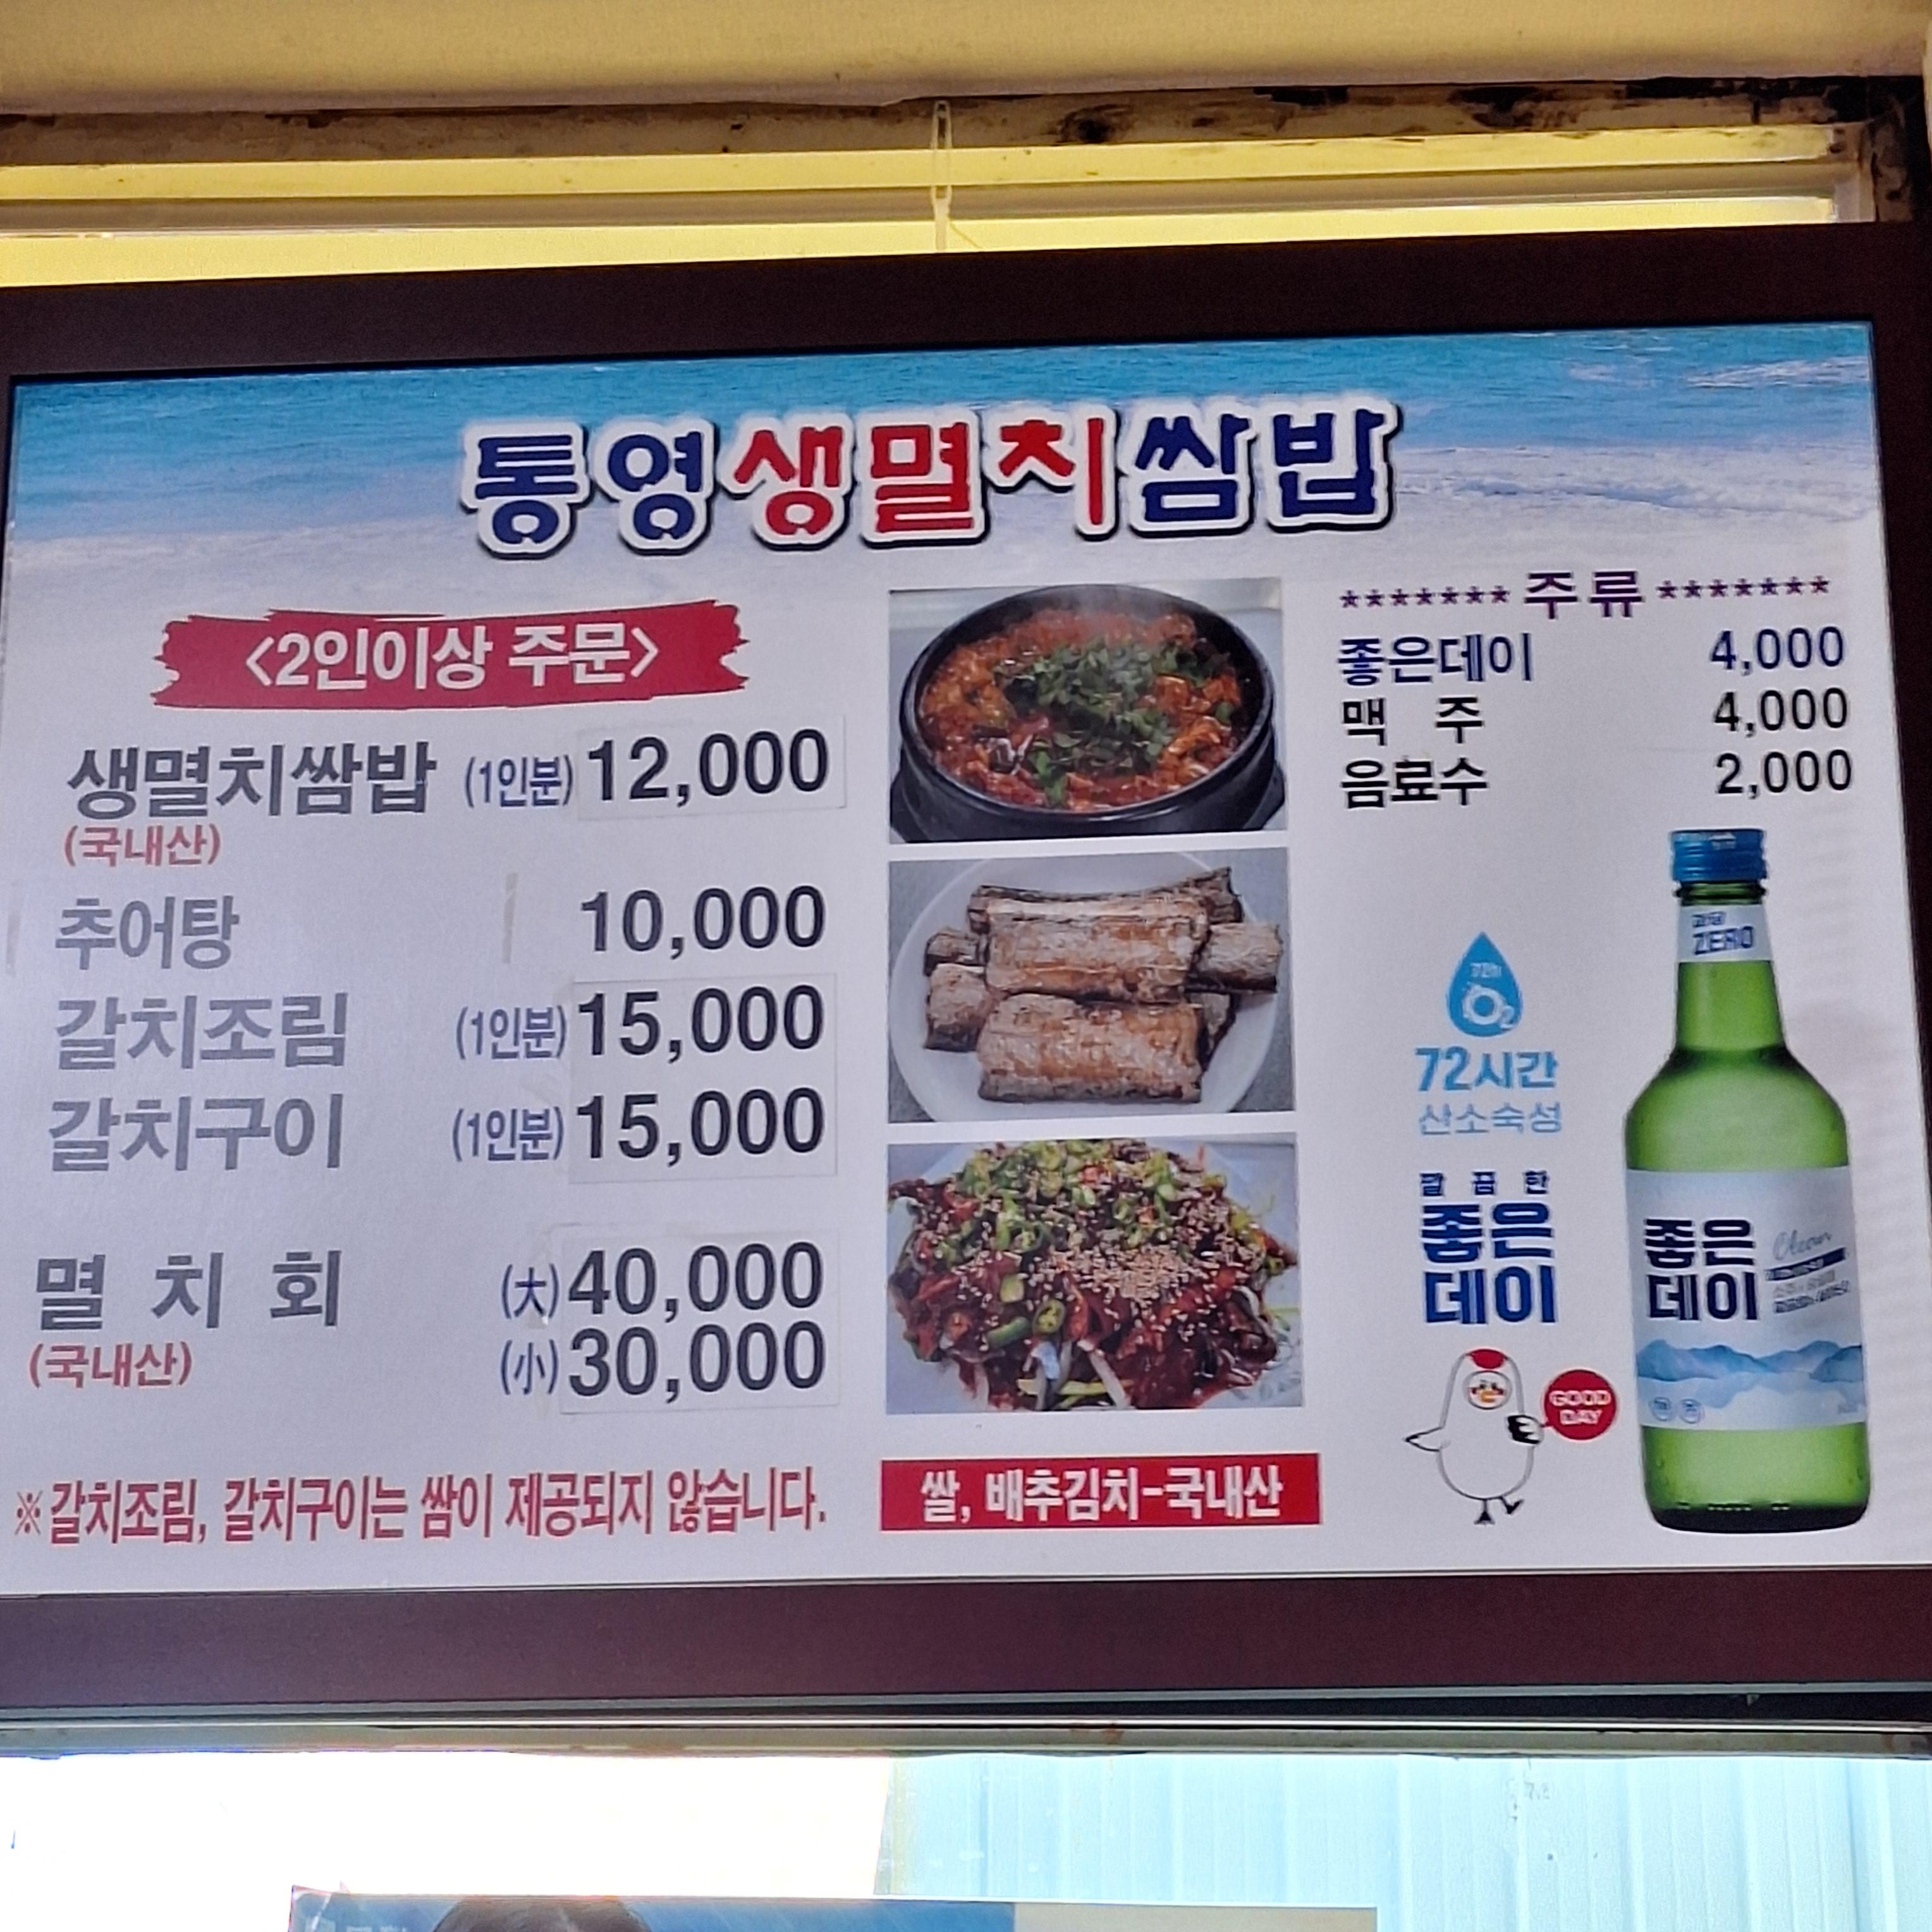 통영생멸치쌈밥
<2인이상 주문>
생멸치쌈밥 (1인분) 12,000
(국내산)
추어탕 10,000
갈치조림 (1인분) 15,000
갈치구이 (1인분) 15,000
멸 치 회 (大) 40,000
(국내산) (小) 30,000
※갈치조림, 갈치구이는 쌈이 제공되지 않습니다.
쌀, 배추김치-국내산
*******주류*******
좋은데이 4,000
맥 주 4,000
음료수 2,000
O2
72시간
산소숙성
깔끔한
좋은
데이
GOOD
DAY
ZERO
좋은
데이
Clean